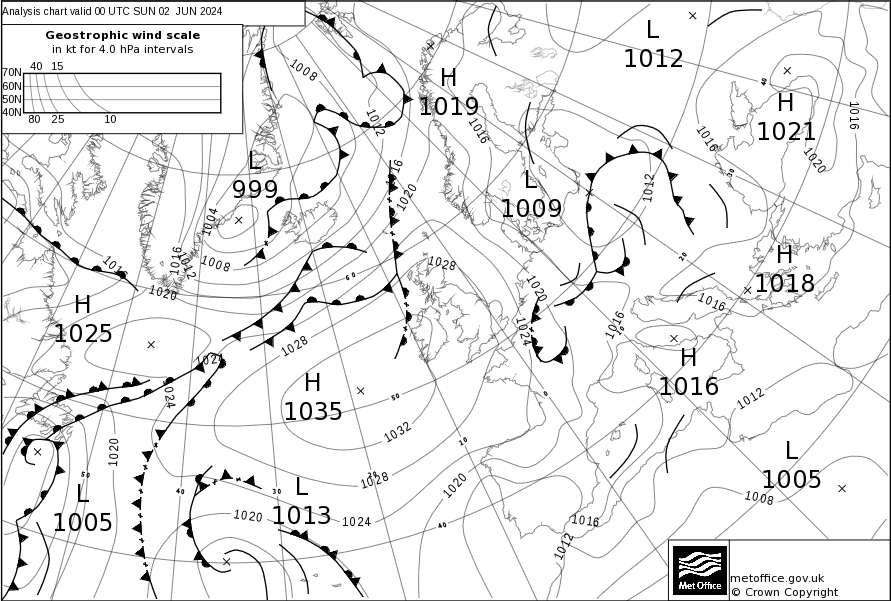 Analysis chart valid 00 UTC SUN 02 JUN 2024
Geostrophic wind scale
in kt for 4.0 hPa intervals
40 15
70N
60N
50N
40N
80 25 10
L
1012
H
1019
H
1021
L
999
L
1009
H
1018
H
1025
H
1016
H
1035
L
1005
L
1013
L
1005
1008
1012
1016
1016
1020
1016
1020
1016
1012
1004
1016
1012
1008
1016
1020
1028
1020
1024
1016
1016
1028
1024
1024
1012
1032
1028
1020
1020
1020
1024
1016
1012
1008
60
50
50
40
30
40
10
0
10
20
30
40
Met Office
metoffice.gov.uk
© Crown Copyright